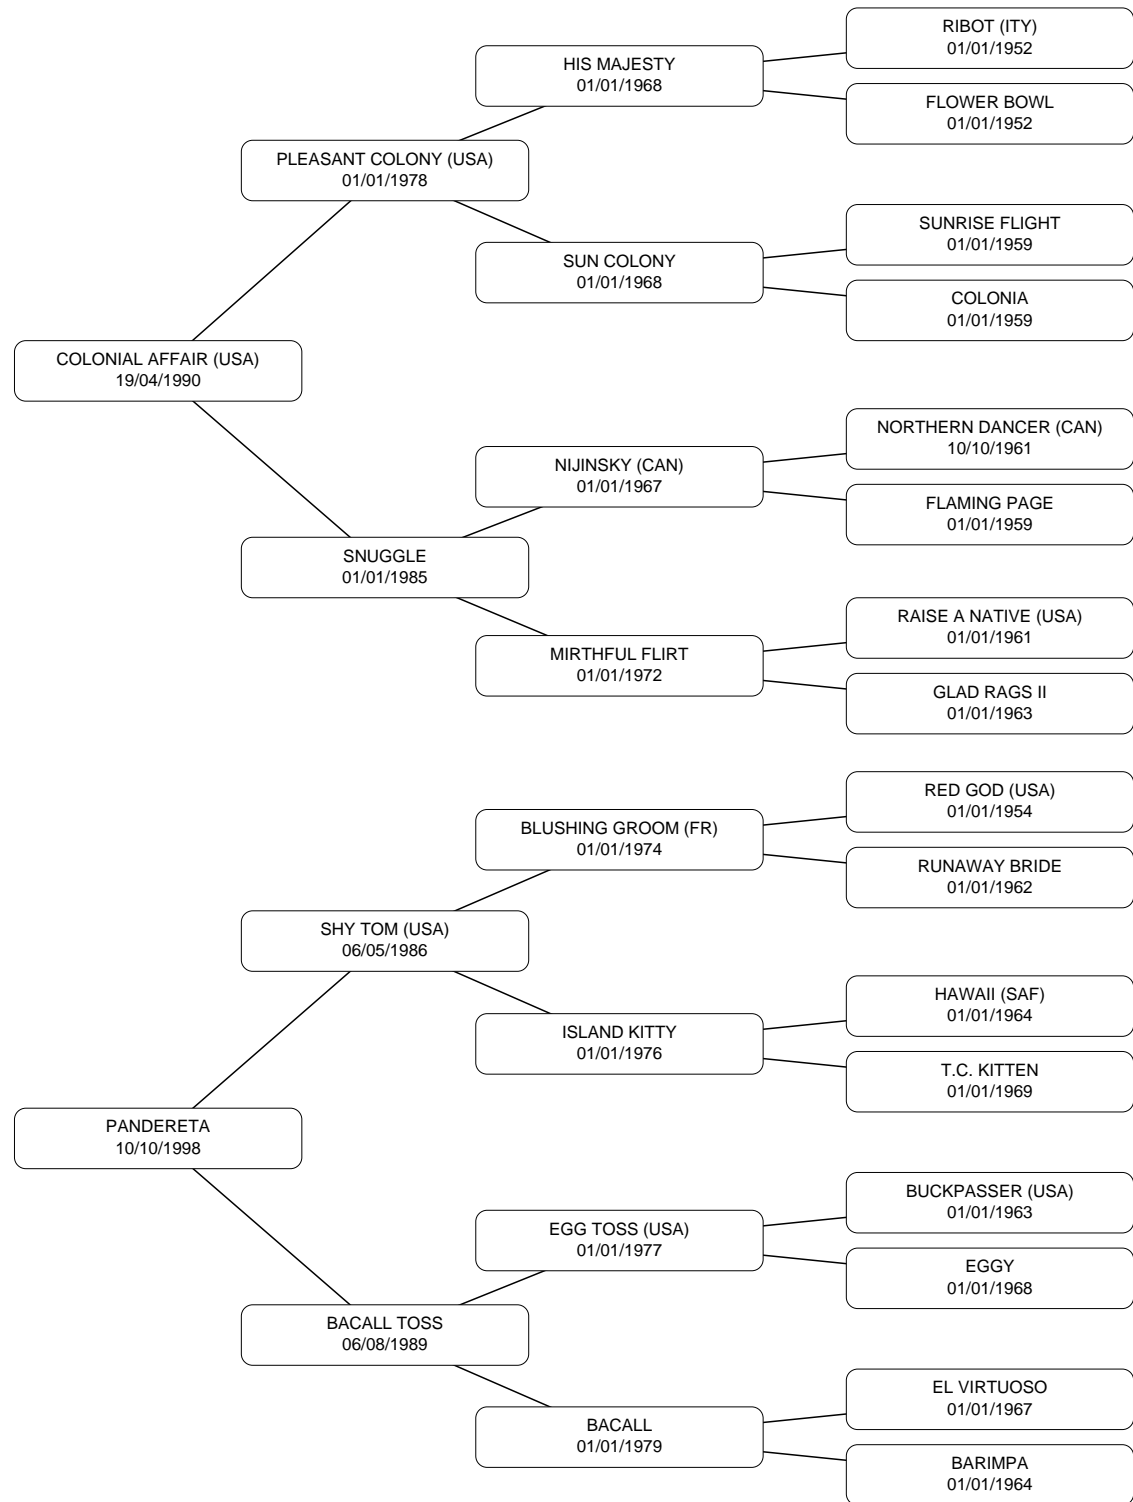 RIBOT (ITY)
01/01/1952
HIS MAJESTY
01/01/1968
FLOWER BOWL
01/01/1952
PLEASANT COLONY (USA)
01/01/1978
SUNRISE FLIGHT
01/01/1959
SUN COLONY
01/01/1968
COLONIA
01/01/1959
COLONIAL AFFAIR (USA)
19/04/1990
NORTHERN DANCER (CAN)
10/10/1961
NIJINSKY (CAN)
01/01/1967
FLAMING PAGE
01/01/1959
SNUGGLE
01/01/1985
RAISE A NATIVE (USA)
01/01/1961
MIRTHFUL FLIRT
01/01/1972
GLAD RAGS II
01/01/1963
RED GOD (USA)
01/01/1954
BLUSHING GROOM (FR)
01/01/1974
RUNAWAY BRIDE
01/01/1962
SHY TOM (USA)
06/05/1986
HAWAII (SAF)
01/01/1964
ISLAND KITTY
01/01/1976
T.C. KITTEN
01/01/1969
PANDERETA
10/10/1998
BUCKPASSER (USA)
01/01/1963
EGG TOSS (USA)
01/01/1977
EGGY
01/01/1968
BACALL TOSS
06/08/1989
EL VIRTUOSO
01/01/1967
BACALL
01/01/1979
BARIMPA
01/01/1964